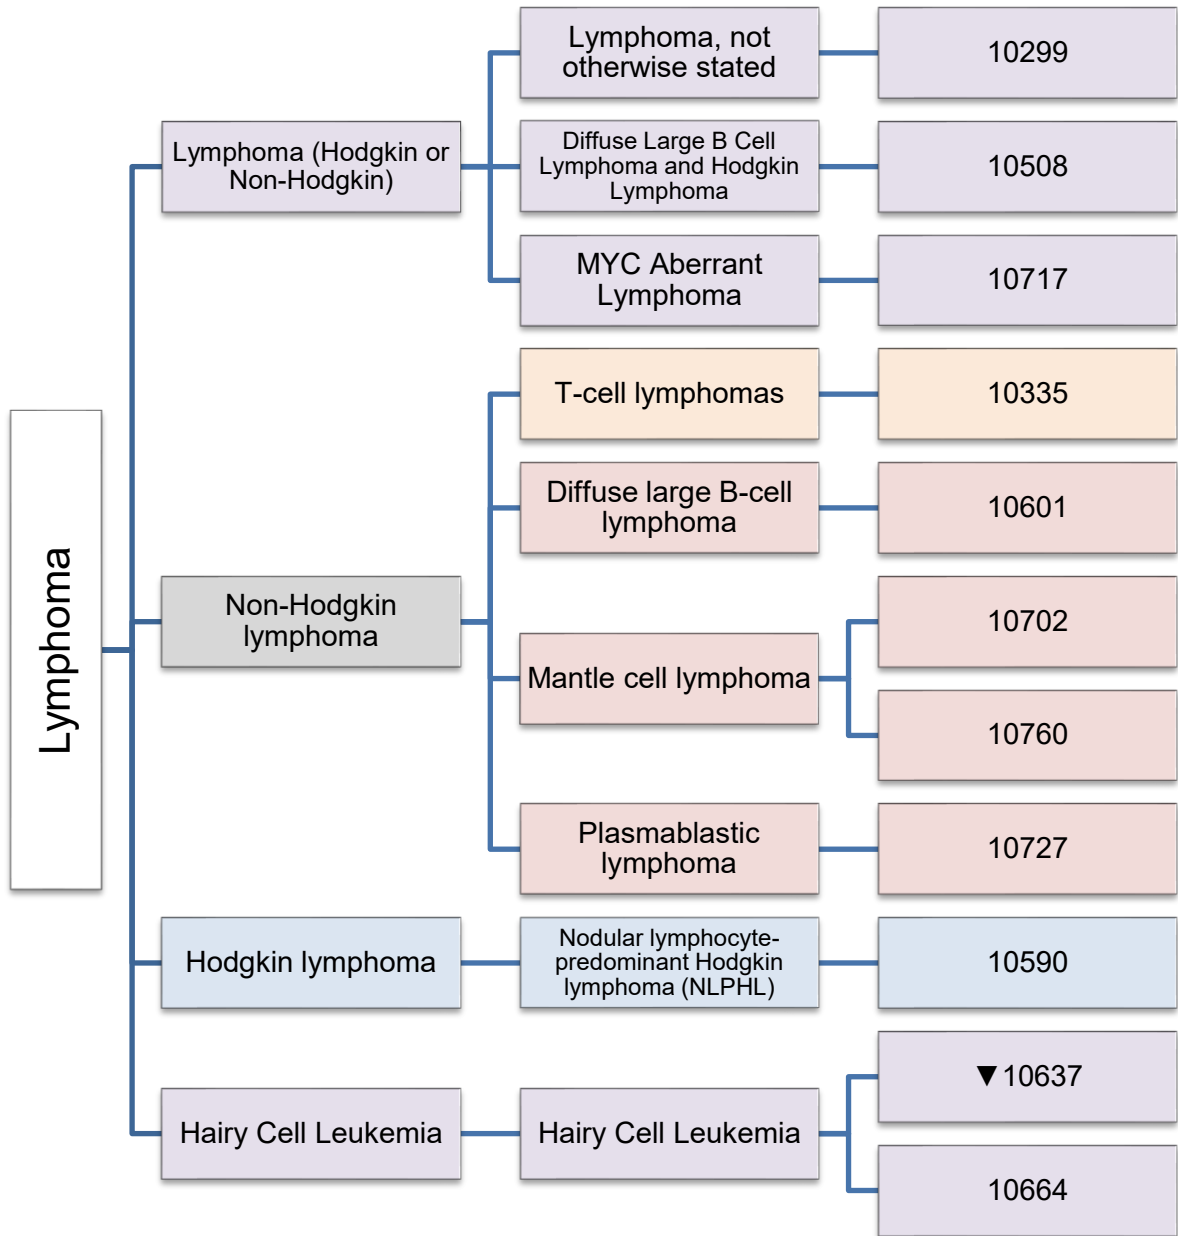 Lymphoma
Lymphoma (Hodgkin or
Non-Hodgkin)
Lymphoma, not
otherwise stated
10299
Diffuse Large B Cell
Lymphoma and Hodgkin
Lymphoma
10508
MYC Aberrant
Lymphoma
10717
Non-Hodgkin
lymphoma
T-cell lymphomas
10335
Diffuse large B-cell
lymphoma
10601
Mantle cell lymphoma
10702
10760
Plasmablastic
lymphoma
10727
Hodgkin lymphoma
Nodular lymphocyte-
predominant Hodgkin
lymphoma (NLPHL)
10590
Hairy Cell Leukemia
Hairy Cell Leukemia
▼10637
10664